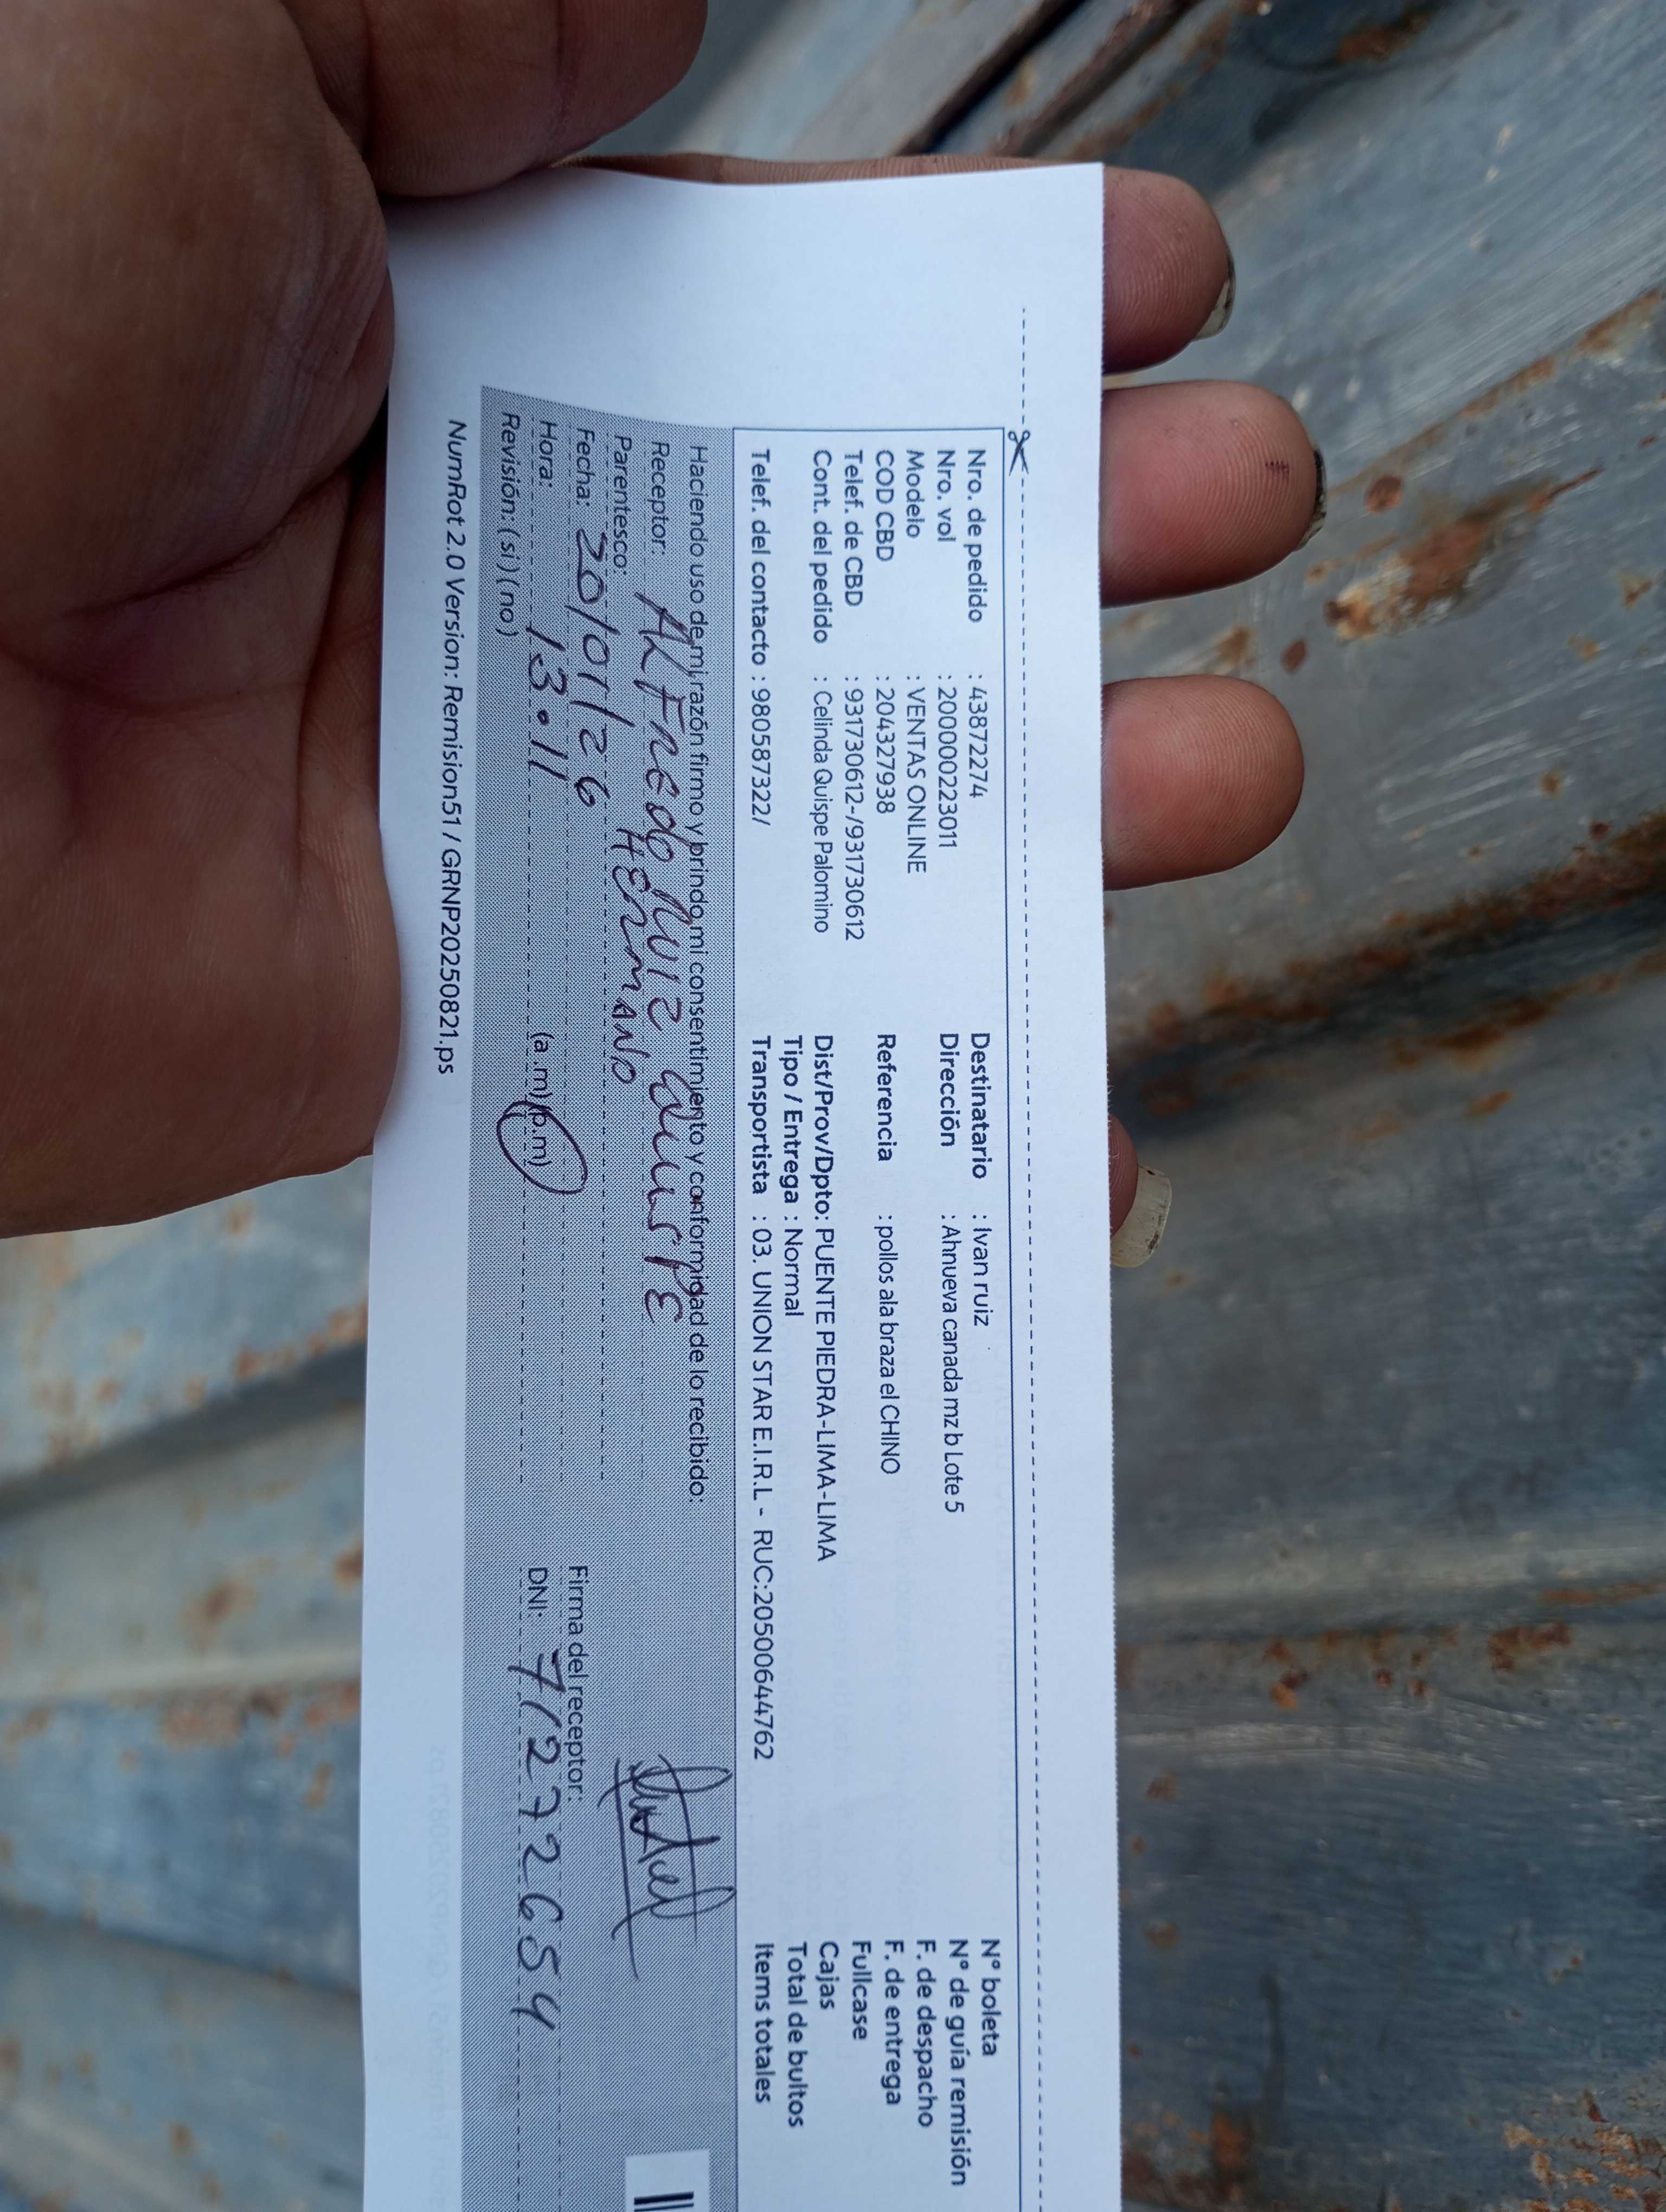 Nro. de pedido : 43872274
Nro. vol : 200000223011
Modelo : VENTAS ONLINE
COD CBD : 204327938
Telef. de CBD : 931730612-/931730612
Cont. del pedido : Celinda Quispe Palomino
Telef. del contacto : 980587322/
Destinatario : Ivan ruiz
Dirección : Ahnueva canada mz b Lote 5
Referencia : pollos ala braza el CHINO
Dist/Prov/Dpto: PUENTE PIEDRA-LIMA-LIMA
Tipo / Entrega : Normal
Transportista : 03. UNION STAR E.I.R.L - RUC:20500644762
N° boleta
N° de guía remisión
F. de despacho
F. de entrega
Fullcase
Cajas
Total de bultos
Items totales
Haciendo uso de mi razón firmo y brindo mi consentimiento y conformidad de lo recibido:
Receptor: ALFREDO RUIZ
Parentesco: HERMANO
Fecha: 20/01/26
Hora: 13:11 (a.m) (p.m)
Revisión: (si) (no)
Firma del receptor:
DNI: 71272654
NumRot 2.0 Version: Remision51 / GRNP20250821.ps